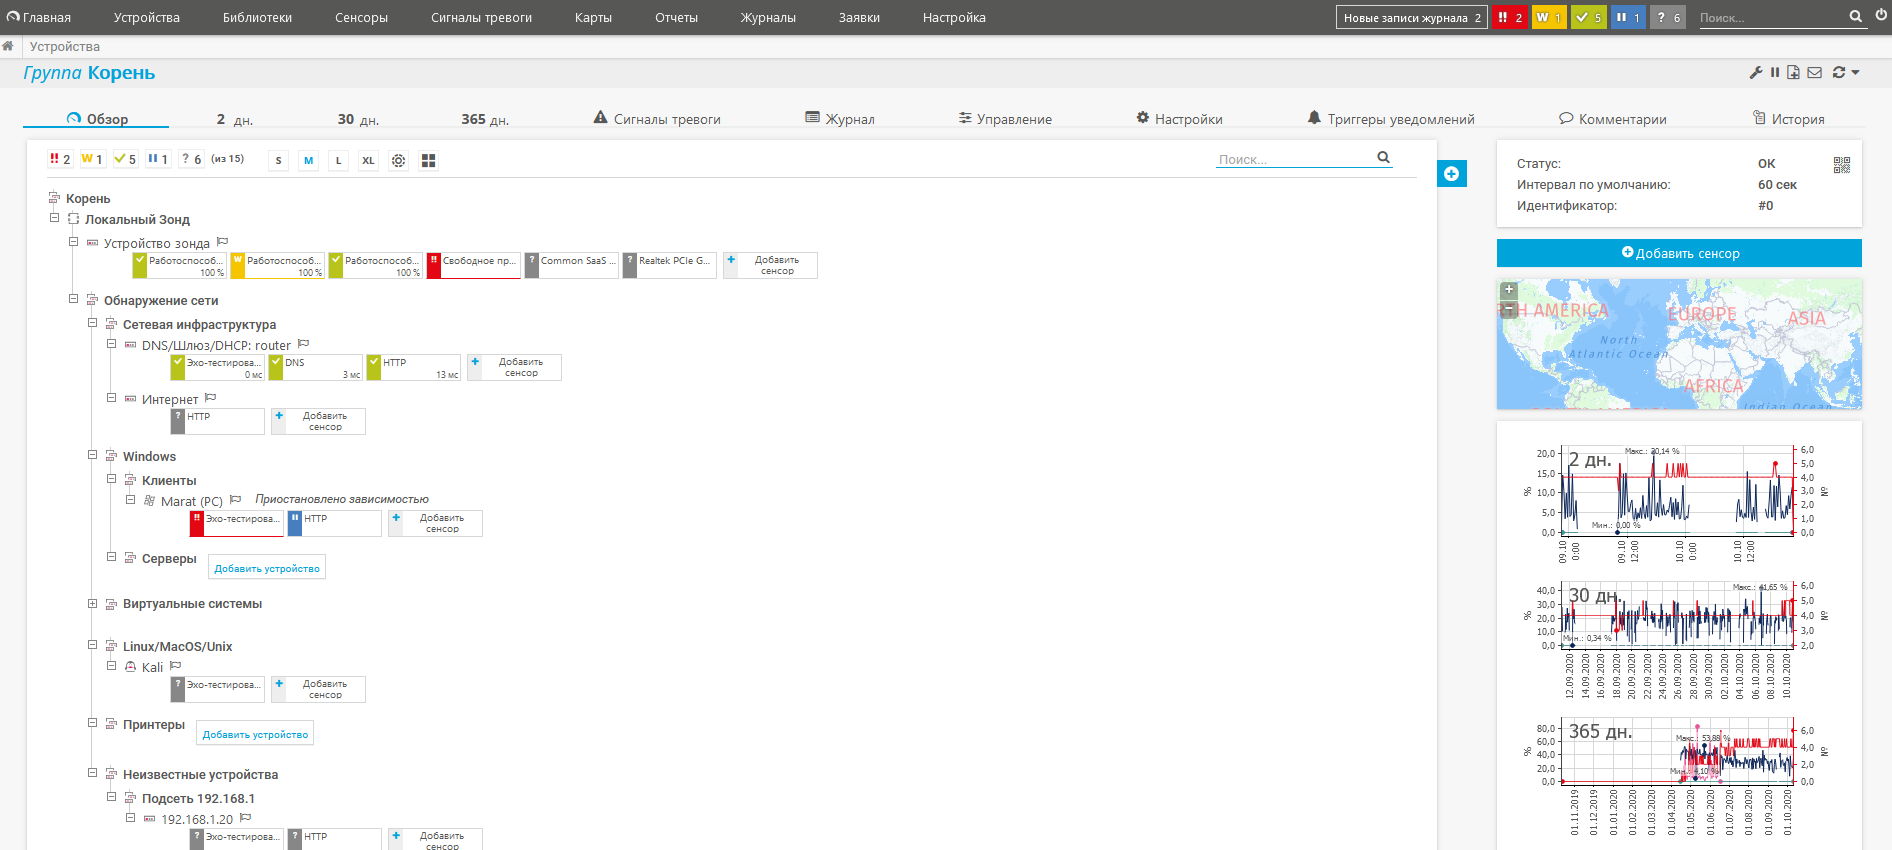 Главная Устройства Библиотеки Сенсоры Сигналы тревоги Карты Отчеты Журналы Заявки Настройка Новые записи журнала 2 !! 2 W 1 5 1 ? 6 Поиск...
Устройства
Группа Корень
Обзор 2 дн. 30 дн. 365 дн. Сигналы тревоги Журнал Управление Настройки Триггеры уведомлений Комментарии История
!! 2 W 1 5 1 ? 6 (из 15) S M L XL Поиск...
Корень
Локальный Зонд
Устройство зонда
Работоспособ... 100 % W Работоспособ... 100 % Работоспособ... 100 % !! Свободное пр... ? Common SaaS ... ? Realtek PCIe G... + Добавить сенсор
Обнаружение сети
Сетевая инфраструктура
DNS/Шлюз/DHCP: router
Эхо-тестирова... 0 мс DNS 3 мс HTTP 13 мс + Добавить сенсор
Интернет
? HTTP + Добавить сенсор
Windows
Клиенты
Marat (PC) Приостановлено зависимостью
!! Эхо-тестирова... HTTP + Добавить сенсор
Серверы Добавить устройство
Виртуальные системы
Linux/MacOS/Unix
Kali
? Эхо-тестирова... + Добавить сенсор
Принтеры Добавить устройство
Неизвестные устройства
Подсеть 192.168.1
192.168.1.20
? Эхо-тестирова... ? HTTP + Добавить сенсор
Статус: ОК
Интервал по умолчанию: 60 сек
Идентификатор: #0
Добавить сенсор
+
−
RTH AMERICA EUROPE ASIA
North Atlantic Ocean
AFRICA
SOUTH AMERICA Indian Ocean
2 дн.
Макс.: 20,14 %
Мин.: 0,00 %
% 20,0 15,0 10,0 5,0 0,0
6,0 5,0 4,0 3,0 2,0 1,0 0,0 №
09.10 0:00 09.10 12:00 10.10 0:00 10.10 12:00
30 дн.
Макс.: 41,65 %
Мин.: 0,34 %
% 40,0 30,0 20,0 10,0 0,0
6,0 5,0 4,0 3,0 2,0 №
12.09.2020 14.09.2020 16.09.2020 18.09.2020 20.09.2020 22.09.2020 24.09.2020 26.09.2020 28.09.2020 30.09.2020 02.10.2020 04.10.2020 06.10.2020 08.10.2020 10.10.2020
365 дн.
Макс.: 53,88 %
Мин.: 4,10 %
% 80,0 60,0 40,0 20,0 0,0
6,0 4,0 2,0 0,0 №
01.11.2019 01.12.2019 01.01.2020 01.02.2020 01.03.2020 01.04.2020 01.05.2020 01.06.2020 01.07.2020 01.08.2020 01.09.2020 01.10.2020